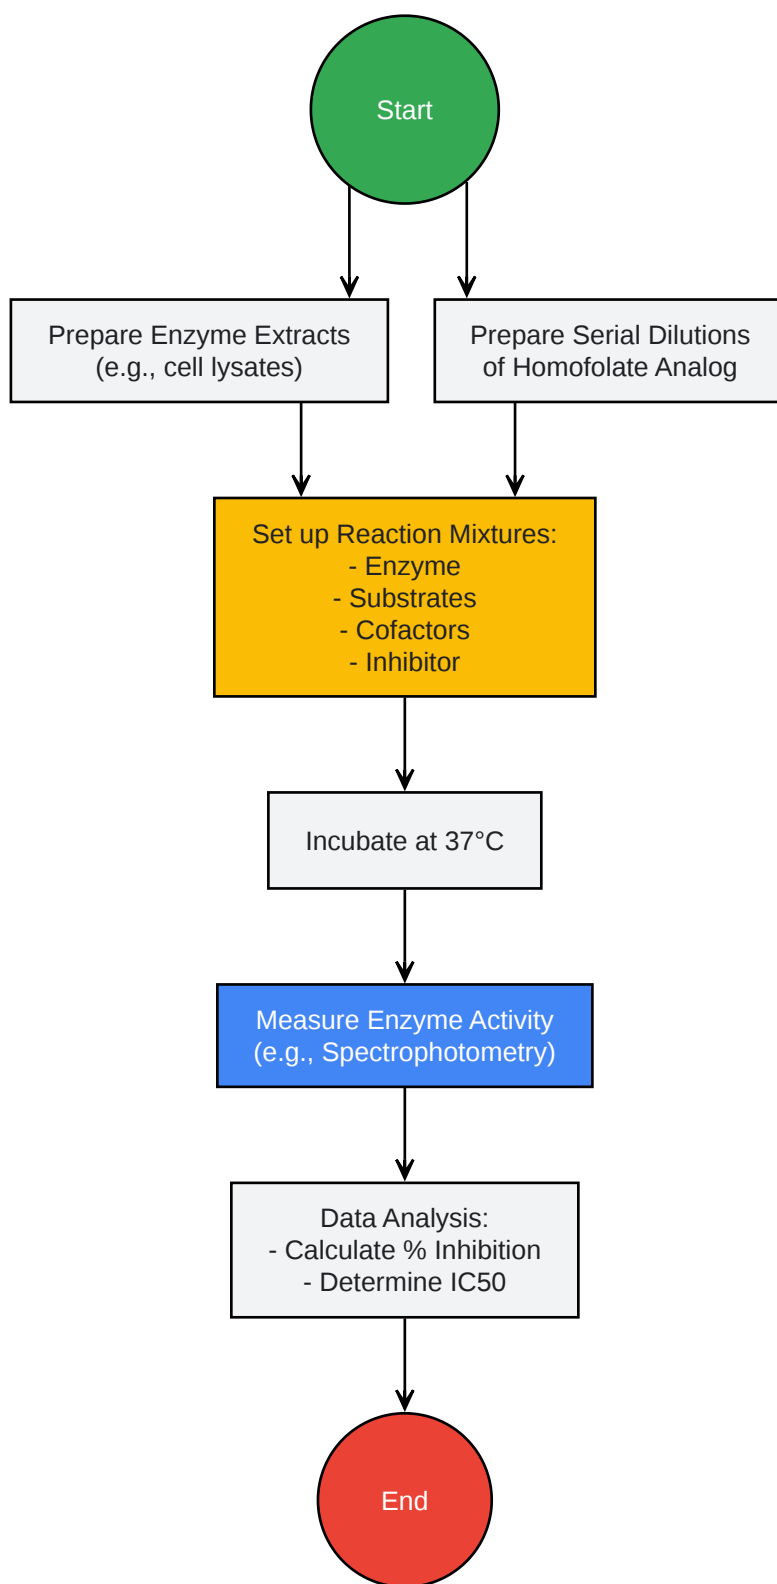 Start
Prepare Enzyme Extracts
(e.g., cell lysates)
Prepare Serial Dilutions
of Homofolate Analog
Set up Reaction Mixtures:
- Enzyme
- Substrates
- Cofactors
- Inhibitor
Incubate at 37°C
Measure Enzyme Activity
(e.g., Spectrophotometry)
Data Analysis:
- Calculate % Inhibition
- Determine IC50
End